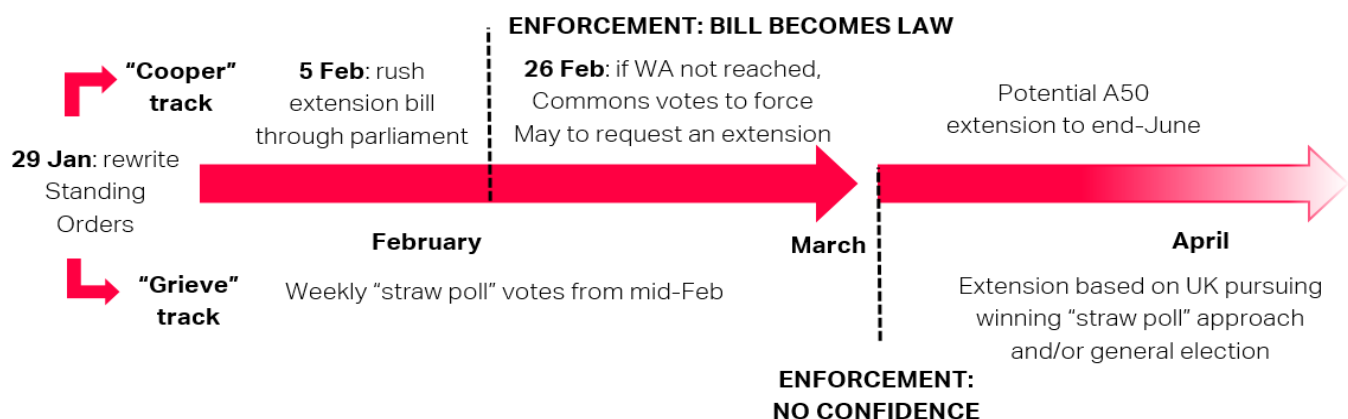 ENFORCEMENT: BILL BECOMES LAW
“Cooper”
track
5 Feb: rush
extension bill
through parliament
26 Feb: if WA not reached,
Commons votes to force
May to request an extension
Potential A50
extension to end-June
29 Jan: rewrite
Standing
Orders
February
March
April
“Grieve”
track
Weekly “straw poll” votes from mid-Feb
Extension based on UK pursuing
winning “straw poll” approach
and/or general election
ENFORCEMENT:
NO CONFIDENCE